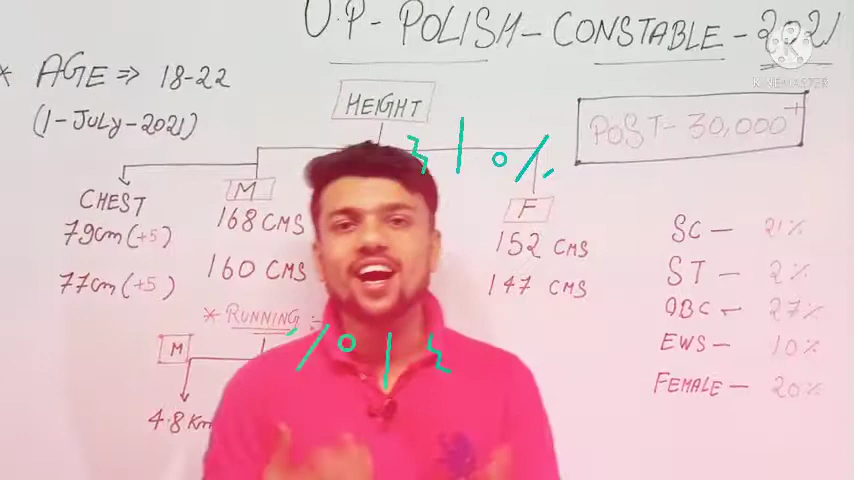 U.P- POLISH- CONSTABLE - 2021
KINEMASTER
* AGE => 18-22
(1-JULY-2021)
HEIGHT
POST- 30,000+
CHEST
79cm (+5)
77cm (+5)
M
168 CMS
160 CMS
F
152 CMS
147 CMS
SC - 21%
ST - 2%
OBC - 27%
EWS - 10%
FEMALE - 20%
* RUNNING :-
M
4.8 Km